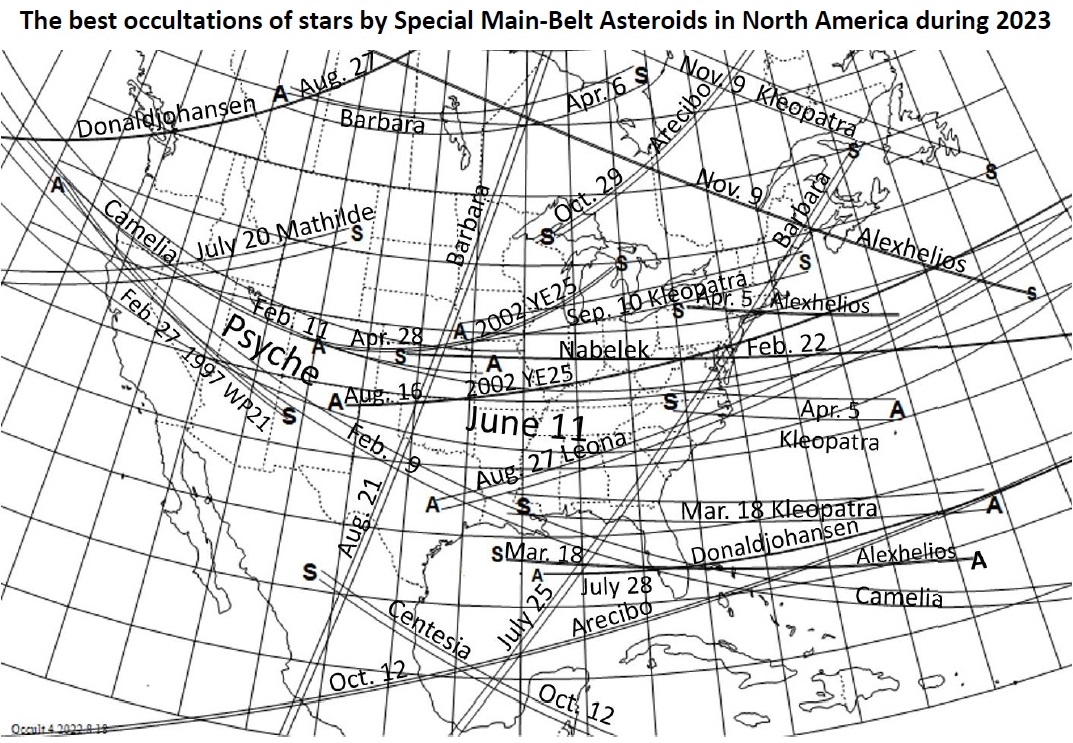 The best occultations of stars by Special Main-Belt Asteroids in North America during 2023
Nov. 9 Kleopatra
A Aug. 27
Donaldjohansen
Apr. 6 S
Barbara
Arecibo
S
S
A
Nov. 9
Oct. 29
Barbara
Barbara
Camelia
July 20 Mathilde
S
S
Alexhelios
S
S
S
Feb. 27 1997 WP21
Feb. 11
A
Psyche
Apr. 28
S
A 2002 YE25
Sep. 10 Kleopatra
S
Apr. 5 Alexhelios
Nabelek
Feb. 22
A
2002 YE25
A Aug. 16
S
June 11
S
Apr. 5 A
Kleopatra
Feb. 9
Aug. 27 Leona
A
S
Aug. 21
Mar. 18 Kleopatra
A
Donaldjohansen
S Mar. 18
Alexhelios A
A
July 28
S
Camelia
Centesia
July 25
Arecibo
Oct. 12
Oct. 12
Occult 4 2022-8-18